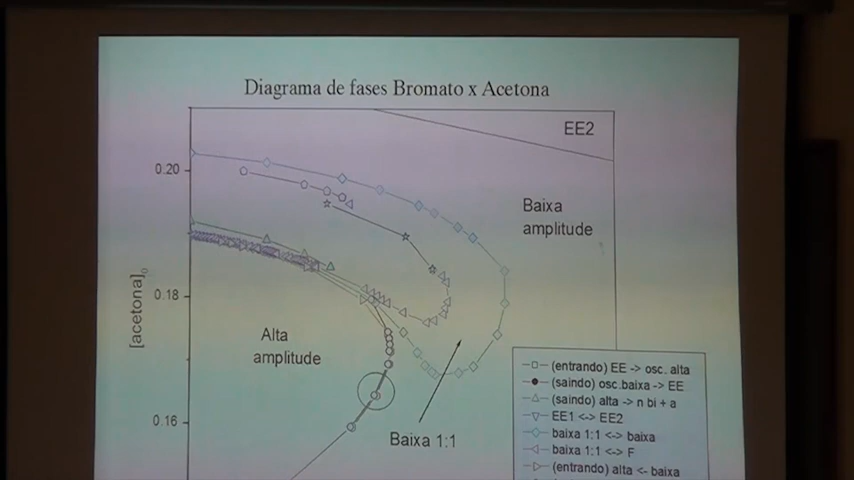 Diagrama de fases Bromato x Acetona
EE2
0.20
Baixa
amplitude
[acetona]0
0.18
Alta
amplitude
0.16
Baixa 1:1
(entrando) EE -> osc. alta
(saindo) osc.baixa -> EE
(saindo) alta -> n bi + a
EE1 <-> EE2
baixa 1:1 <-> baixa
baixa 1:1 <-> F
(entrando) alta <- baixa